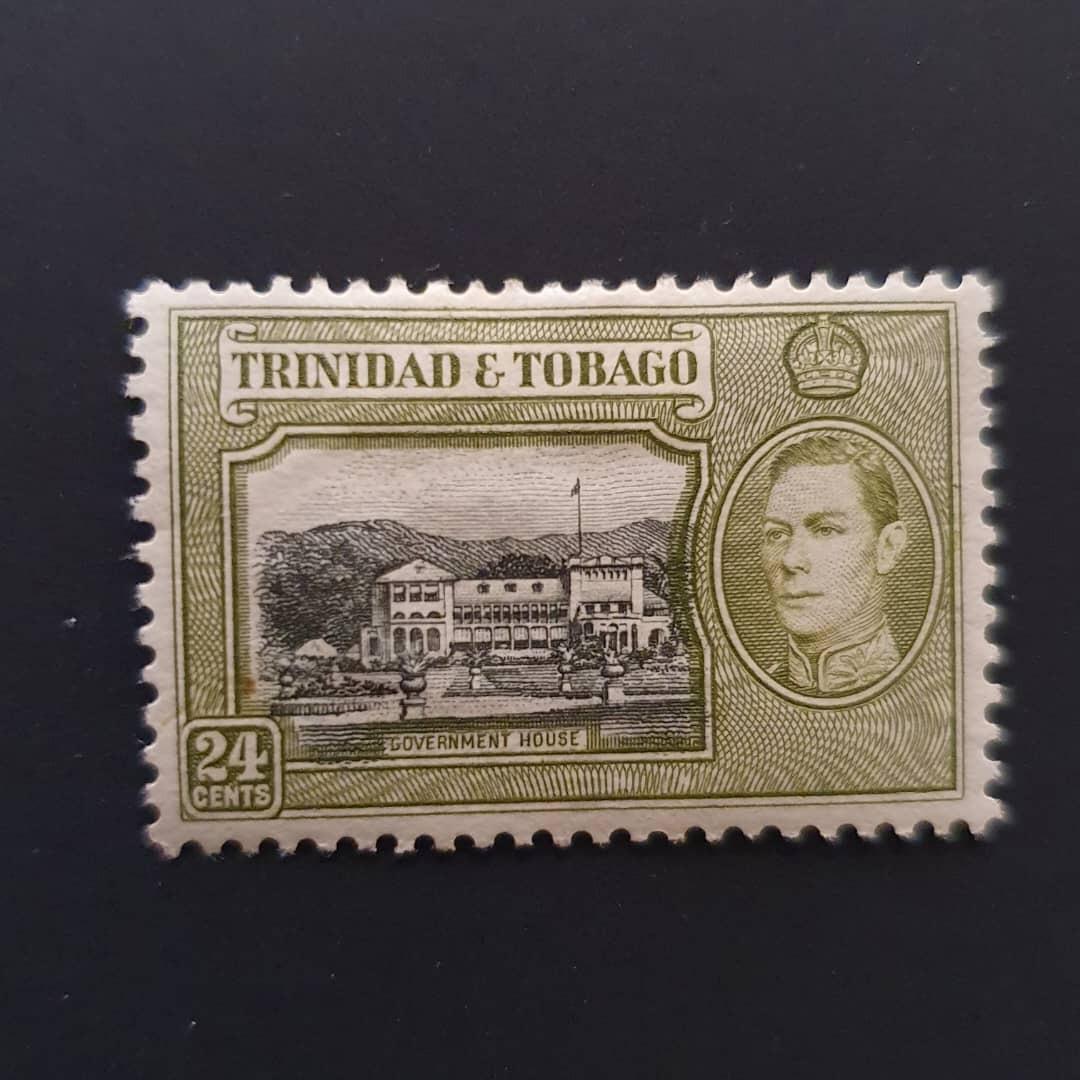 TRINIDAD & TOBAGO
GOVERNMENT HOUSE
24
CENTS